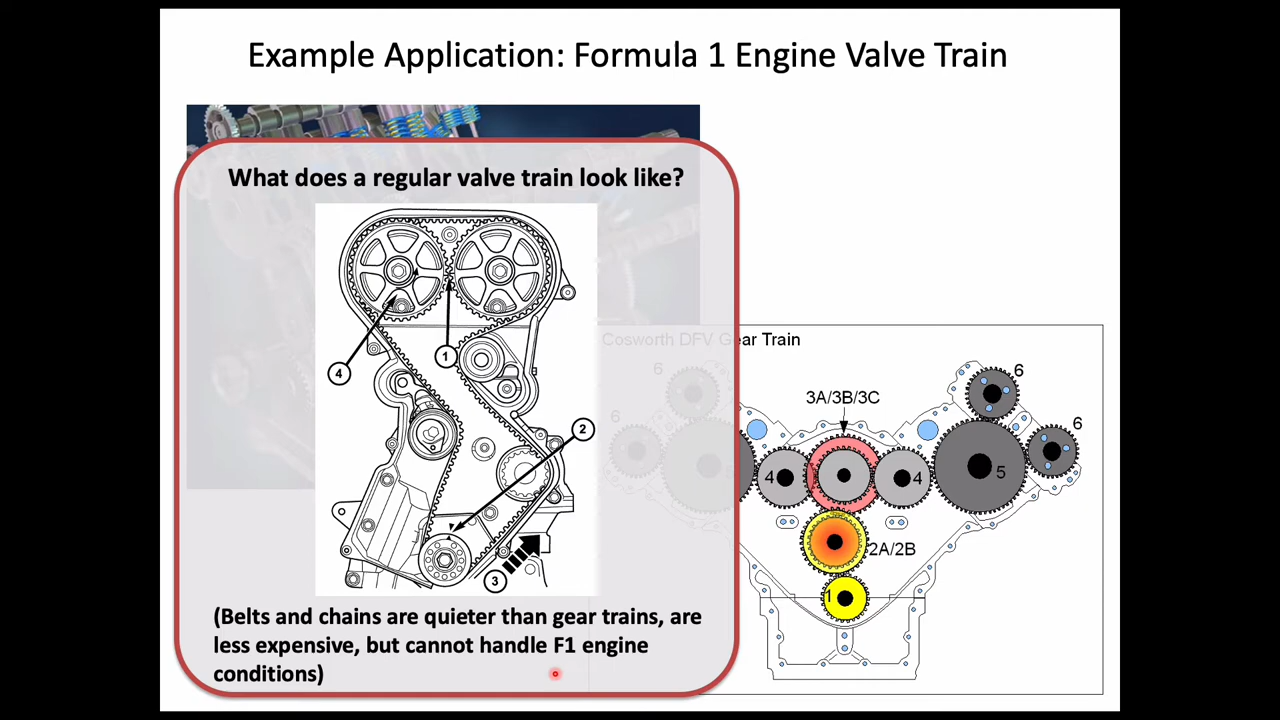 Example Application: Formula 1 Engine Valve Train
What does a regular valve train look like?
4
1
2
3
(Belts and chains are quieter than gear trains, are
less expensive, but cannot handle F1 engine
conditions)
Cosworth DFV Gear Train
6
6
3A/3B/3C
6
6
4
4
5
2A/2B
1